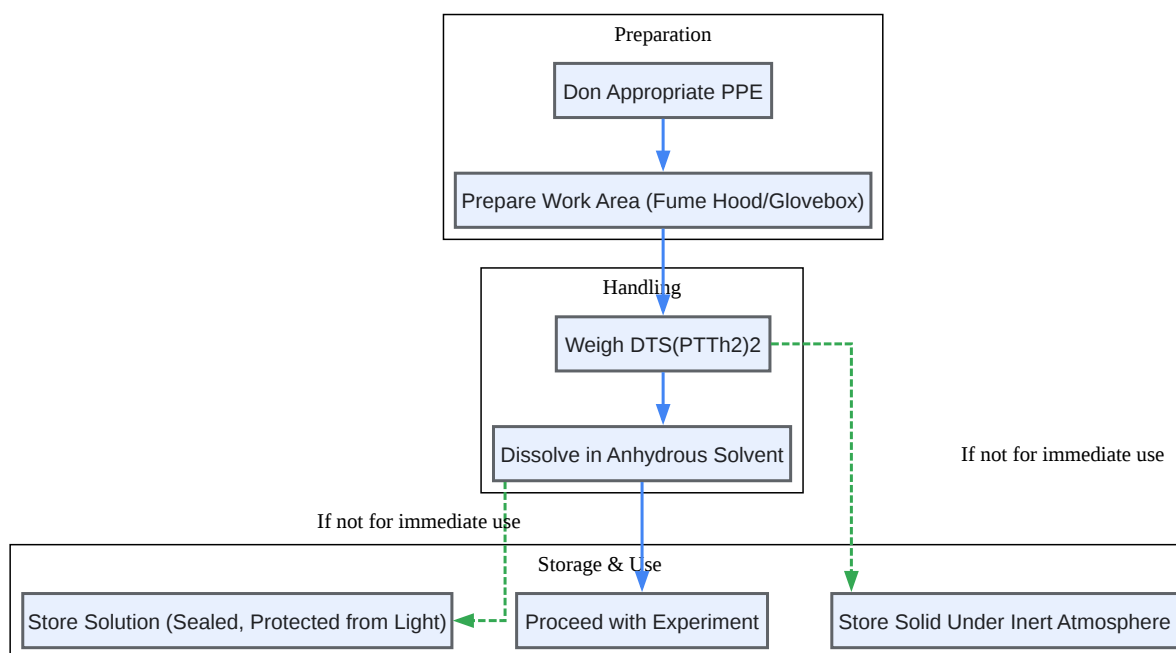 Preparation
Don Appropriate PPE
Prepare Work Area (Fume Hood/Glovebox)
Handling
Weigh DTS(PTTh2)2
Dissolve in Anhydrous Solvent
If not for immediate use
If not for immediate use
Storage & Use
Store Solution (Sealed, Protected from Light)
Proceed with Experiment
Store Solid Under Inert Atmosphere